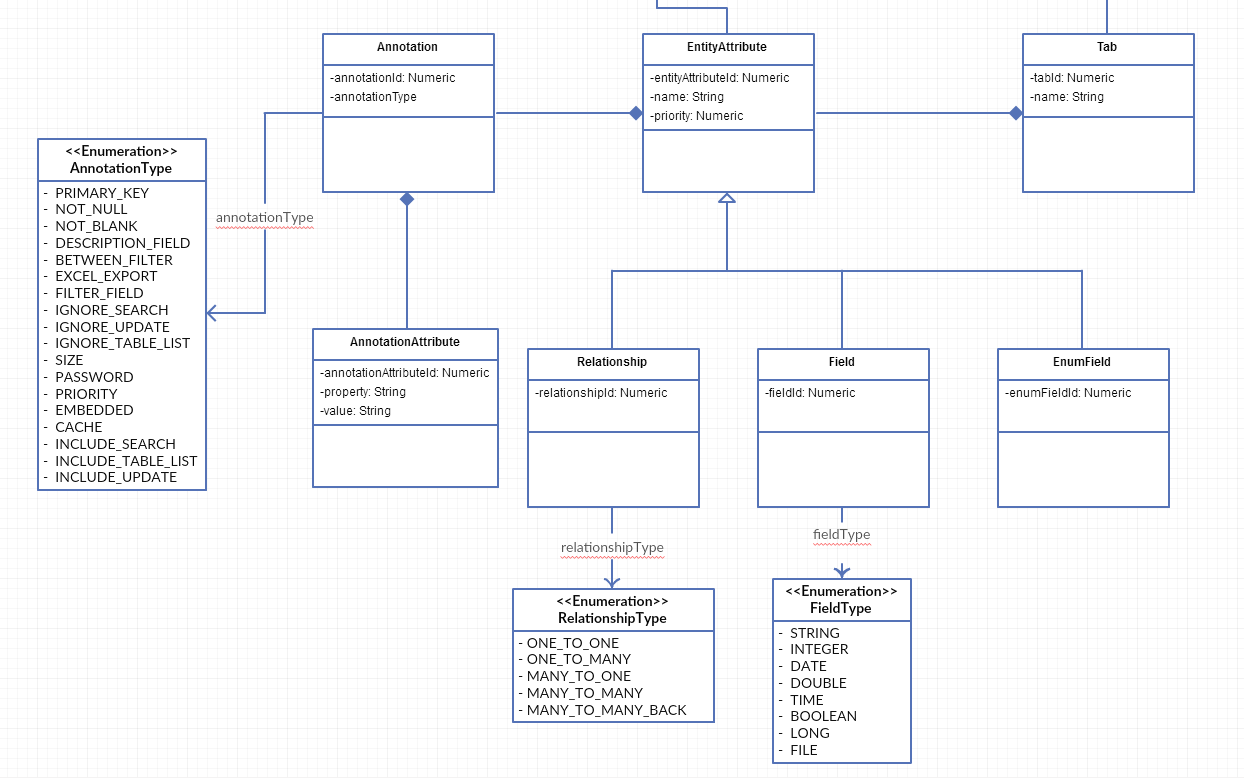 Annotation
-annotationId: Numeric
-annotationType
EntityAttribute
-entityAttributeId: Numeric
-name: String
-priority: Numeric
Tab
-tabId: Numeric
-name: String
<<Enumeration>>
AnnotationType
- PRIMARY_KEY
- NOT_NULL
- NOT_BLANK
- DESCRIPTION_FIELD
- BETWEEN_FILTER
- EXCEL_EXPORT
- FILTER_FIELD
- IGNORE_SEARCH
- IGNORE_UPDATE
- IGNORE_TABLE_LIST
- SIZE
- PASSWORD
- PRIORITY
- EMBEDDED
- CACHE
- INCLUDE_SEARCH
- INCLUDE_TABLE_LIST
- INCLUDE_UPDATE
annotationType
AnnotationAttribute
-annotationAttributeId: Numeric
-property: String
-value: String
Relationship
-relationshipId: Numeric
Field
-fieldId: Numeric
EnumField
-enumFieldId: Numeric
relationshipType
fieldType
<<Enumeration>>
RelationshipType
- ONE_TO_ONE
- ONE_TO_MANY
- MANY_TO_ONE
- MANY_TO_MANY
- MANY_TO_MANY_BACK
<<Enumeration>>
FieldType
- STRING
- INTEGER
- DATE
- DOUBLE
- TIME
- BOOLEAN
- LONG
- FILE